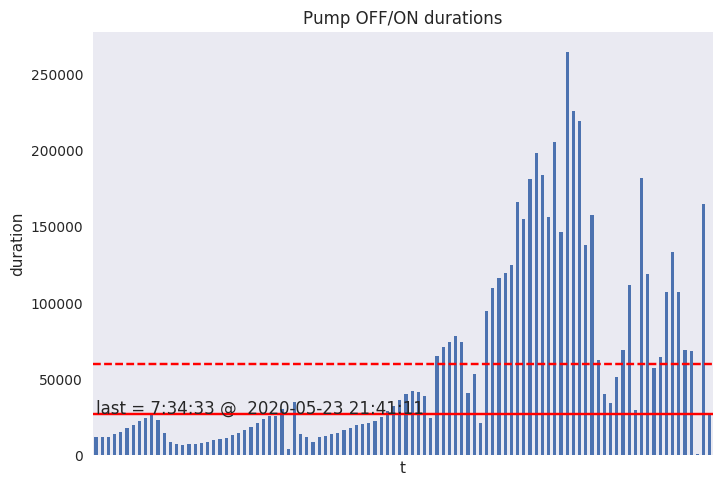 Pump OFF/ON durations
250000
200000
150000
100000
50000
0
duration
last = 7:34:33 @  2020-05-23 21:41:11
t